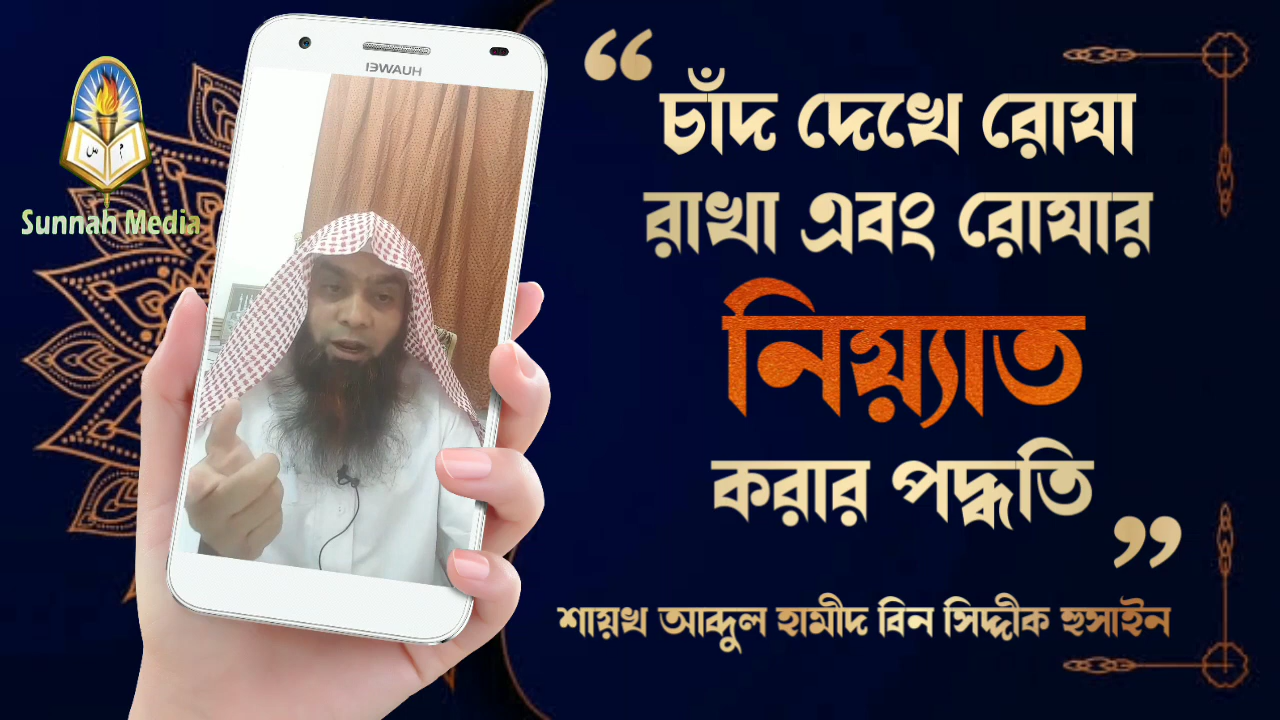 HUAWEI
م
س
Sunnah Media
“চাঁদ দেখে রোযা
রাখা এবং রোযার
নিয়্যাত
করার পদ্ধতি”
শায়খ আব্দুল হামীদ বিন সিদ্দীক হুসাইন